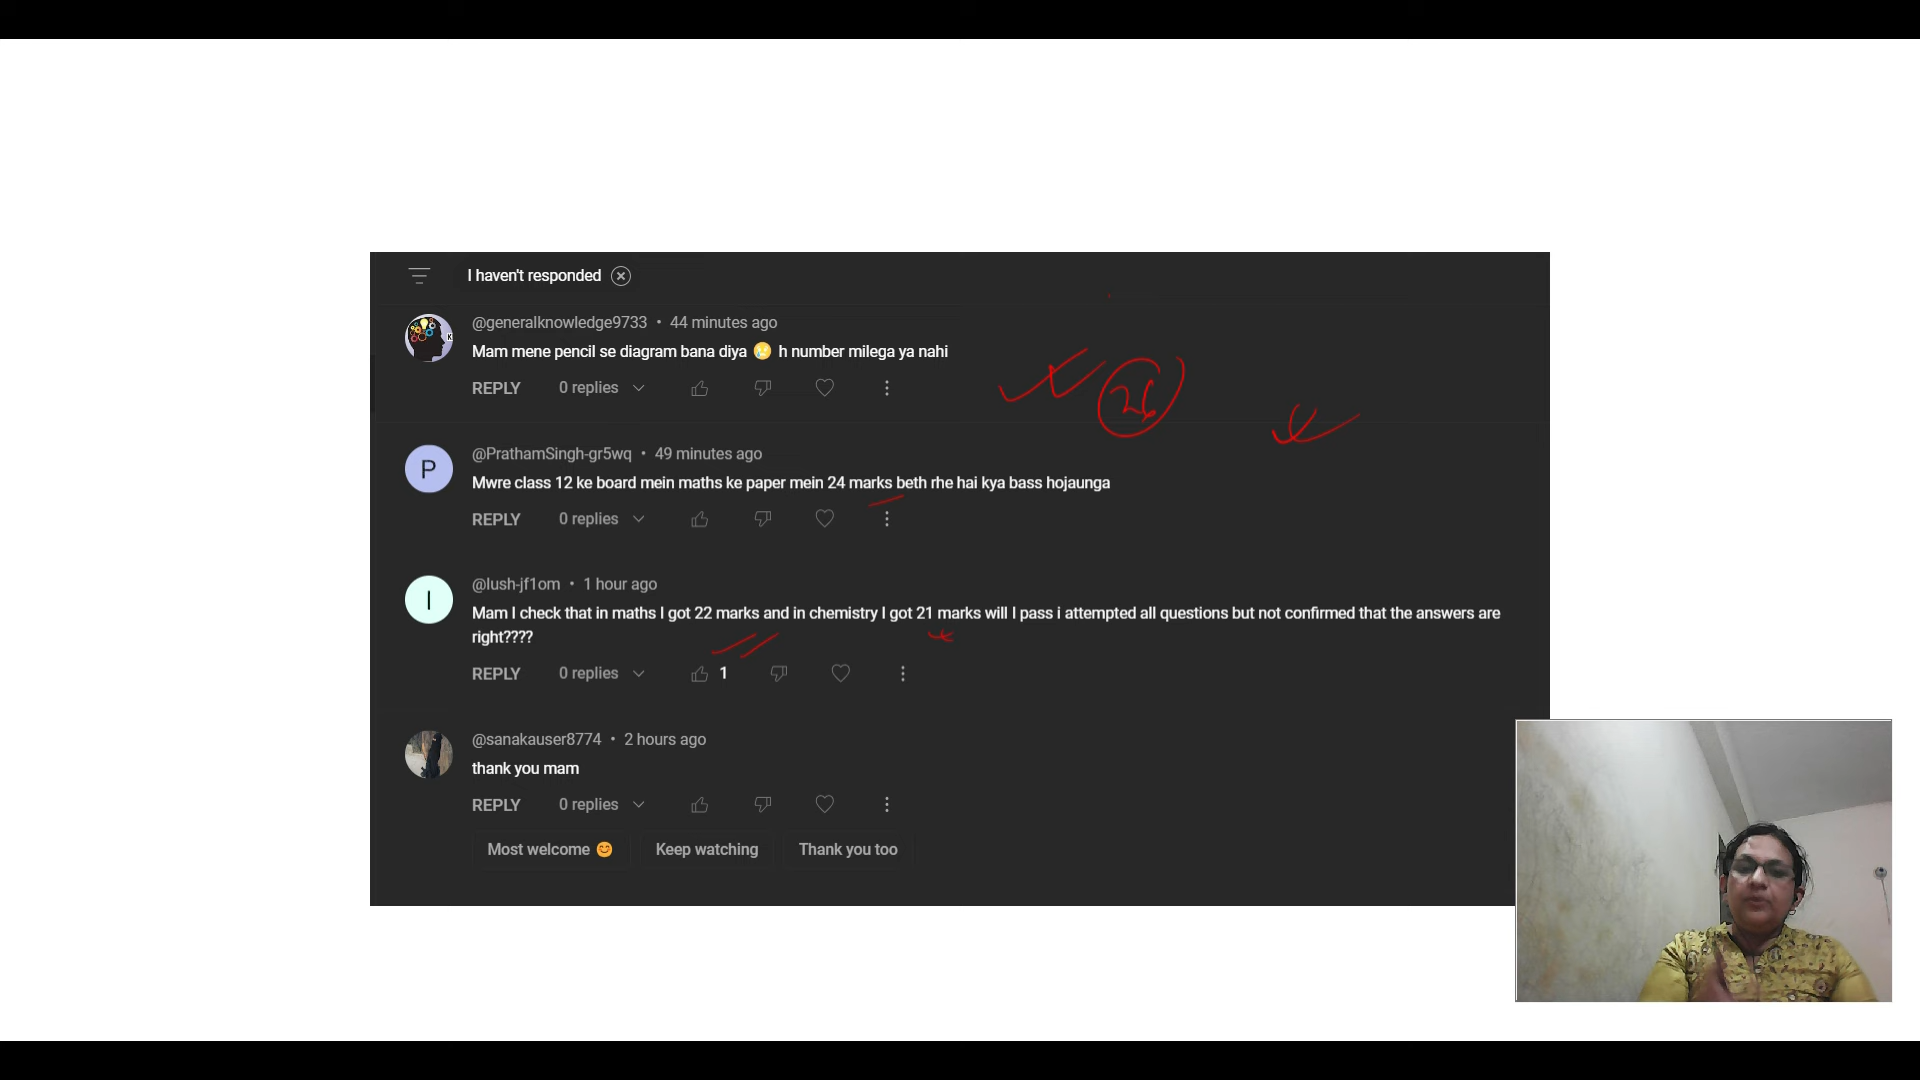 I haven't responded
@generalknowledge9733 • 44 minutes ago
Mam mene pencil se diagram bana diya 😢 h number milega ya nahi
REPLY 0 replies
26
@PrathamSingh-gr5wq • 49 minutes ago
Mwre class 12 ke board mein maths ke paper mein 24 marks beth rhe hai kya bass hojaunga
REPLY 0 replies
I
@Iush-jf1om • 1 hour ago
Mam I check that in maths I got 22 marks and in chemistry I got 21 marks will I pass i attempted all questions but not confirmed that the answers are
right????
REPLY 0 replies 1
@sanakauser8774 • 2 hours ago
thank you mam
REPLY 0 replies
Most welcome 😊 Keep watching Thank you too
P